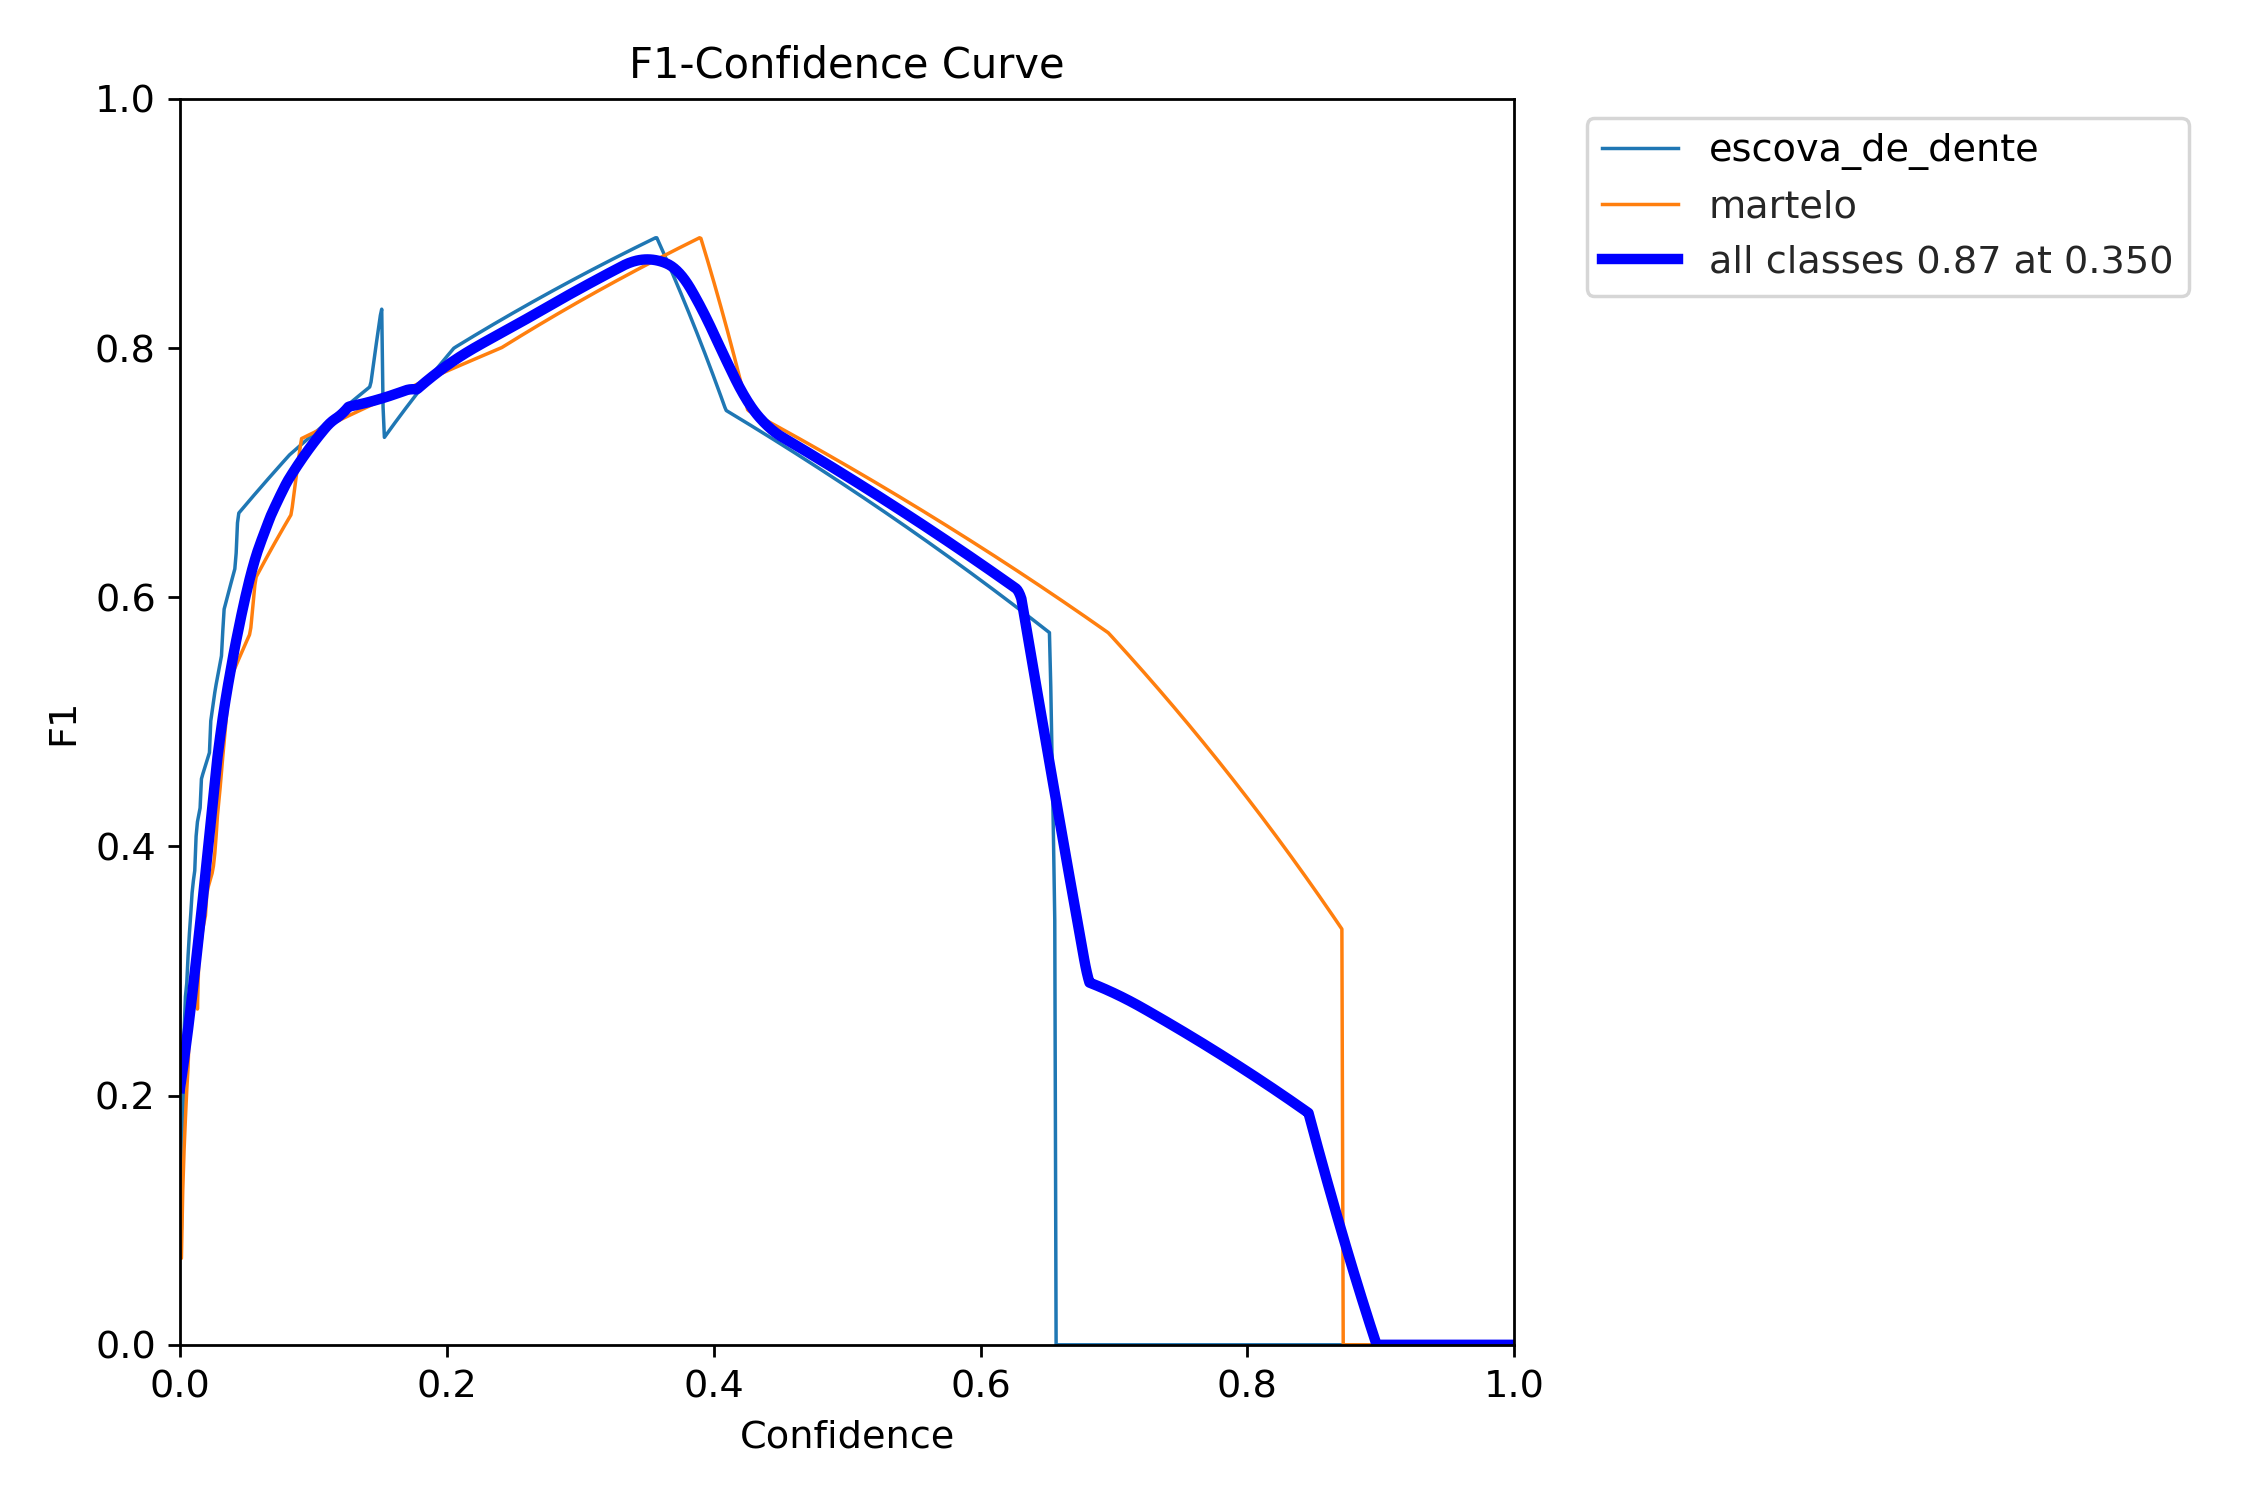 F1-Confidence Curve
1.0
0.8
0.6
0.4
0.2
0.0
F1
0.0 0.2 0.4 0.6 0.8 1.0
Confidence
escova_de_dente
martelo
all classes 0.87 at 0.350